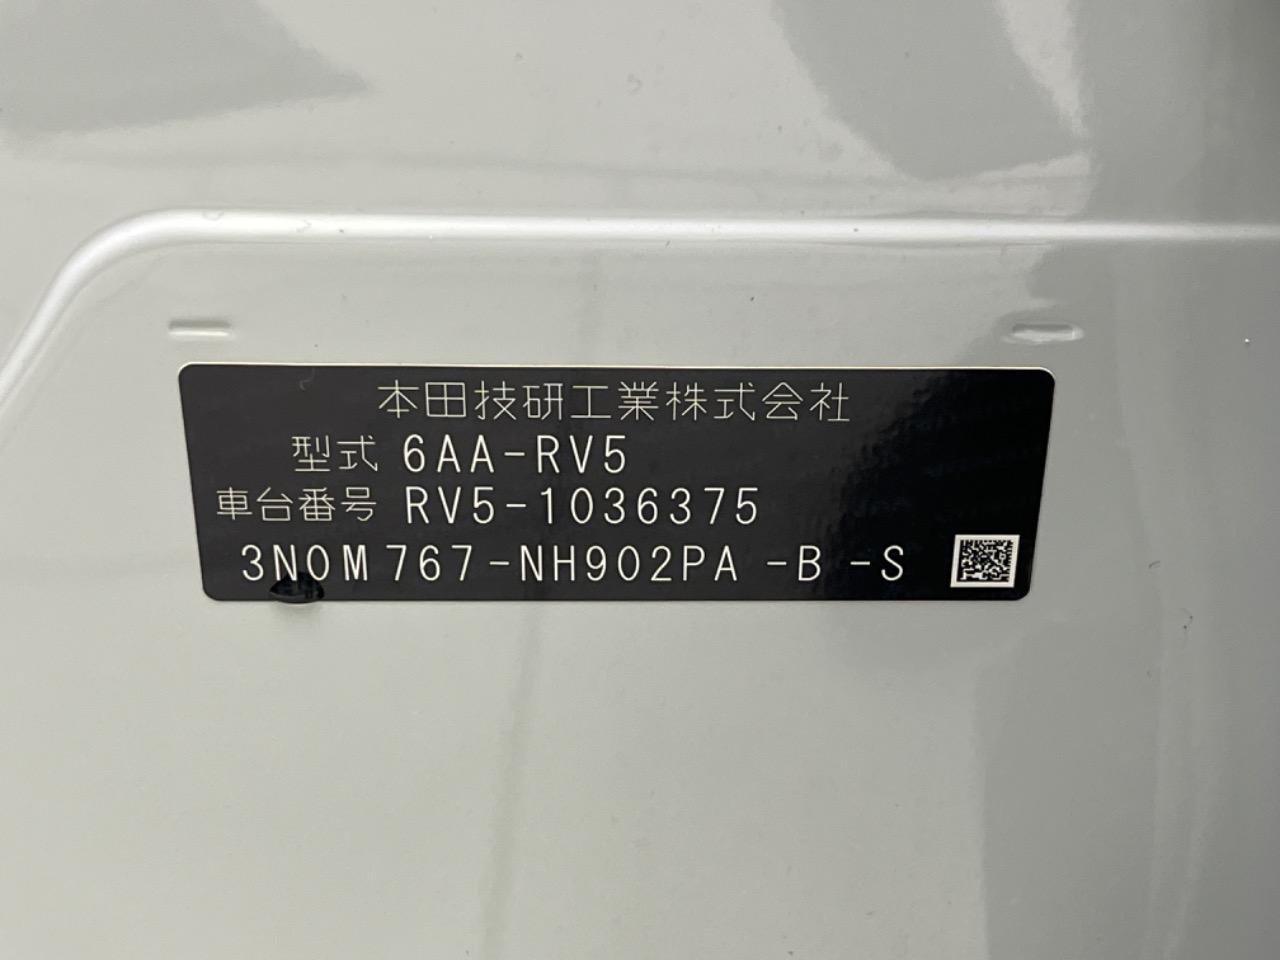 本田技研工業株式会社
型式 6AA-RV5
車台番号 RV5-1036375
3N0M767-NH902PA -B -S